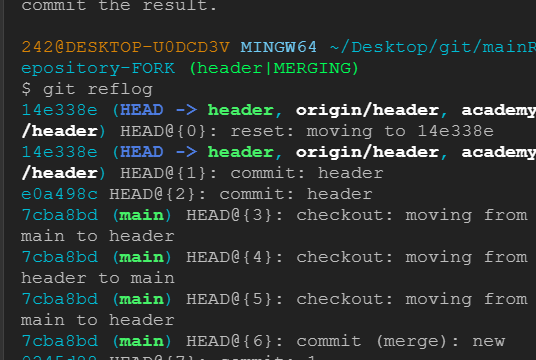 commit the result.
242@DESKTOP-U0DCD3V MINGW64 ~/Desktop/git/mainR
epository-FORK (header|MERGING)
$ git reflog
14e338e (HEAD -> header, origin/header, academy
/header) HEAD@{0}: reset: moving to 14e338e
14e338e (HEAD -> header, origin/header, academy
/header) HEAD@{1}: commit: header
e0a498c HEAD@{2}: commit: header
7cba8bd (main) HEAD@{3}: checkout: moving from
main to header
7cba8bd (main) HEAD@{4}: checkout: moving from
header to main
7cba8bd (main) HEAD@{5}: checkout: moving from
main to header
7cba8bd (main) HEAD@{6}: commit (merge): new